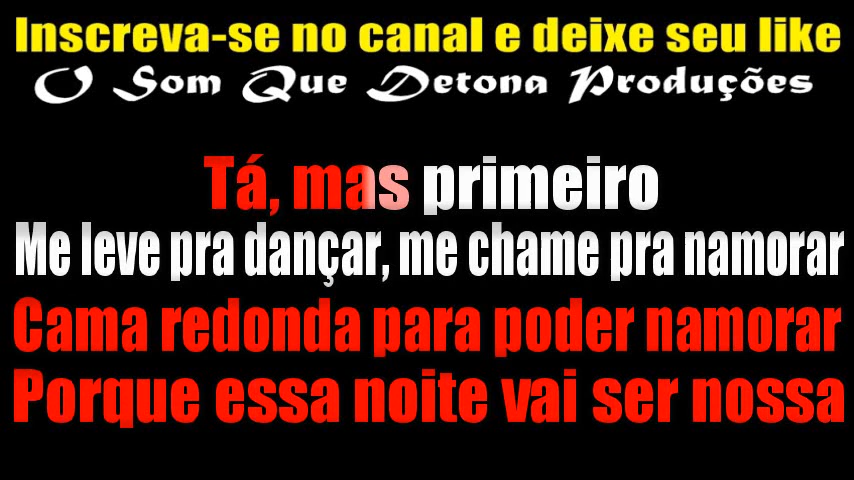 Inscreva-se no canal e deixe seu like
O Som Que Detona Produções
Tá, mas primeiro
Me leve pra dançar, me chame pra namorar
Cama redonda para poder namorar
Porque essa noite vai ser nossa